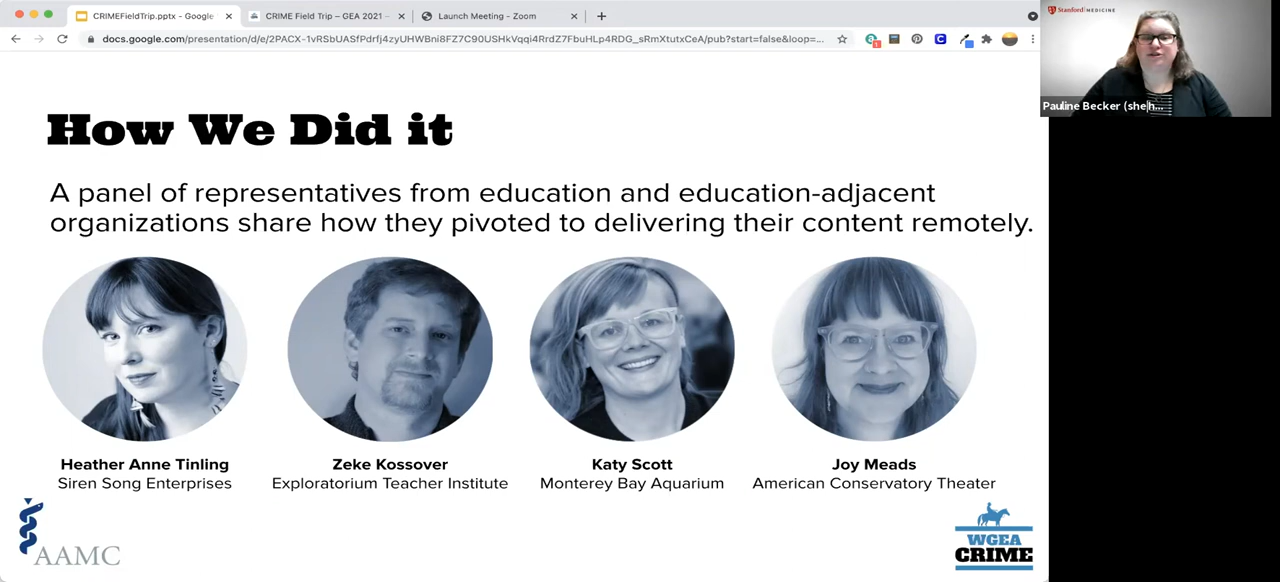 CRIMEFieldTrip.pptx - Google
CRIME Field Trip – GEA 2021 –
Launch Meeting - Zoom
docs.google.com/presentation/d/e/2PACX-1vRSbUASfPdrfj4zyUHWBni8FZ7C90USHkVqqi4RrdZ7FbuHLp4RDG_sRmXtutxCeA/pub?start=false&loop=...
Stanford MEDICINE
Pauline Becker (she|h...
How We Did it
A panel of representatives from education and education-adjacent
organizations share how they pivoted to delivering their content remotely.
Heather Anne Tinling
Siren Song Enterprises
Zeke Kossover
Exploratorium Teacher Institute
Katy Scott
Monterey Bay Aquarium
Joy Meads
American Conservatory Theater
AAMC
WGEA
CRIME